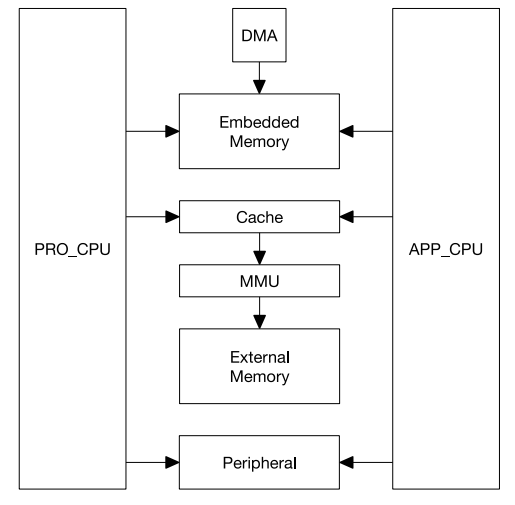 DMA
Embedded
Memory
Cache
PRO_CPU
APP_CPU
MMU
External
Memory
Peripheral